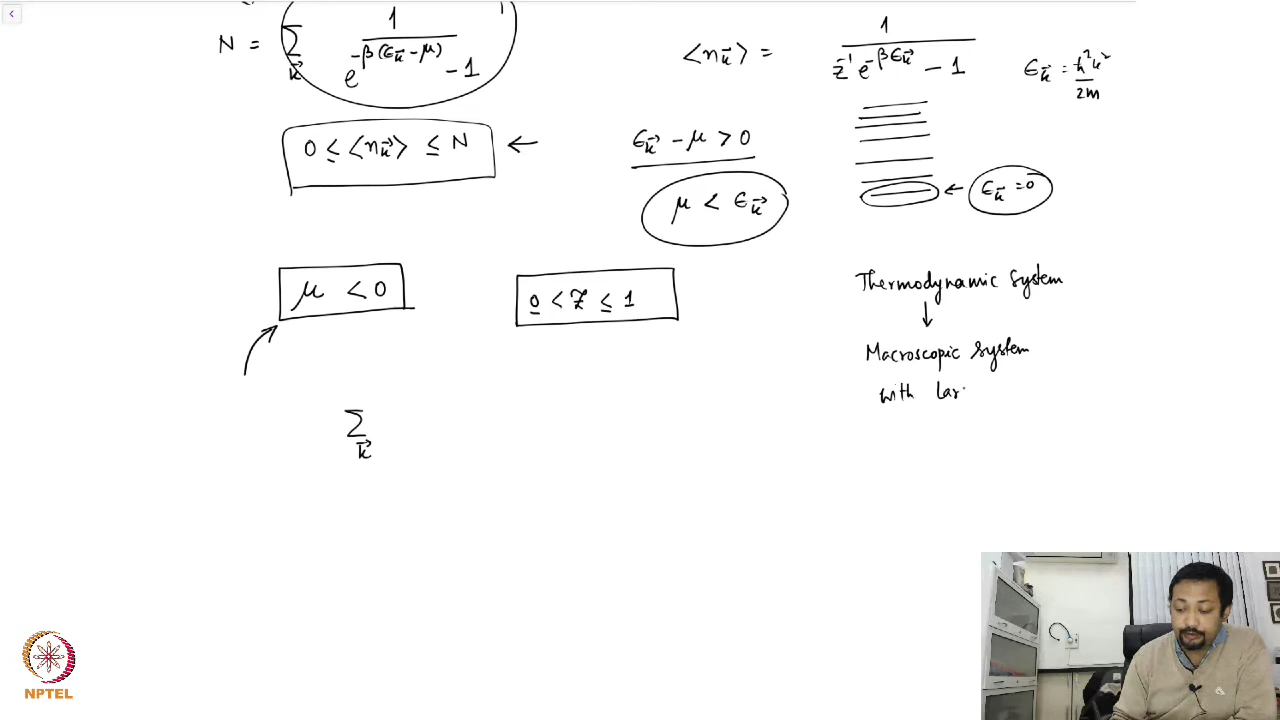 N = Σ_k⃗ 1 / (e^{-β(ϵ_k⃗ - μ)} - 1)
⟨n_k⃗⟩ = 1 / (z^{-1} e^{-βϵ_k⃗} - 1)
ϵ_k⃗ = ħ²k² / 2m
0 ≤ ⟨n_k⃗⟩ ≤ N ←
ϵ_k⃗ - μ > 0
← ϵ_k⃗ = 0
μ < ϵ_k⃗
μ < 0
0 < z ≤ 1
Thermodynamic System
↓
Macroscopic System
with Lar
Σ_k⃗
NPTEL